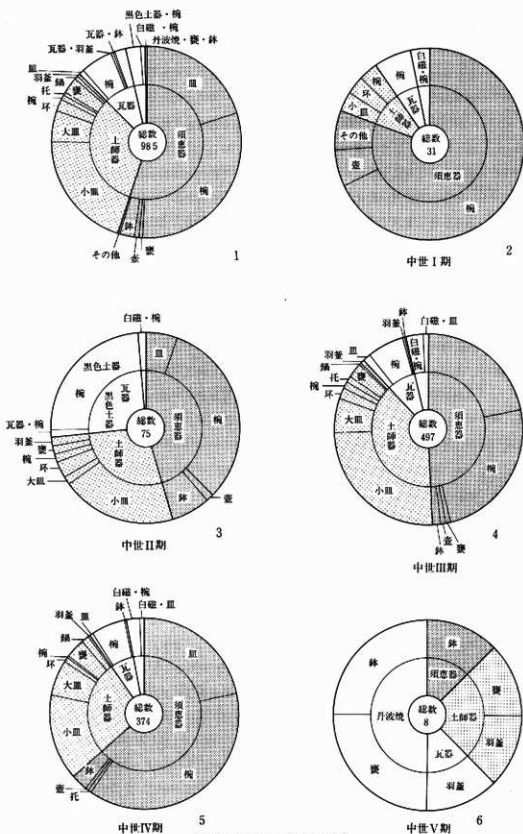 黒色土器・椀
白磁・椀
丹波焼・甕・鉢
瓦器・鉢
瓦器・羽釜
皿
羽釜
鍋
甕
托
椀
坏
大皿
小皿
椀
瓦器
土師器
総数
985
須恵器
皿
椀
鉢
その他
壺
甕
1
白磁・椀
椀
瓦器
椀
坏
小皿
土師器
その他
壺
総数
31
須恵器
椀
2
中世I期
白磁・椀
皿
黒色土器
椀
瓦器
黒色土器
総数
75
須恵器
椀
瓦器・椀
羽釜
甕
椀
坏
大皿
土師器
小皿
鉢
壺
3
中世II期
鉢
羽釜
白磁・皿
白磁・椀
皿
羽釜
鍋
甕
托
椀
坏
大皿
小皿
椀
瓦器
土師器
総数
497
須恵器
皿
椀
甕
壺
鉢
4
中世III期
白磁・椀
白磁・皿
鉢
皿
羽釜
鍋
甕
椀
坏
大皿
小皿
椀
瓦器
土師器
総数
374
須恵器
皿
椀
鉢
壺
托
5
中世IV期
鉢
鉢
須恵器
甕
総数
8
丹波焼
土師器
瓦器
羽釜
甕
羽釜
6
中世V期